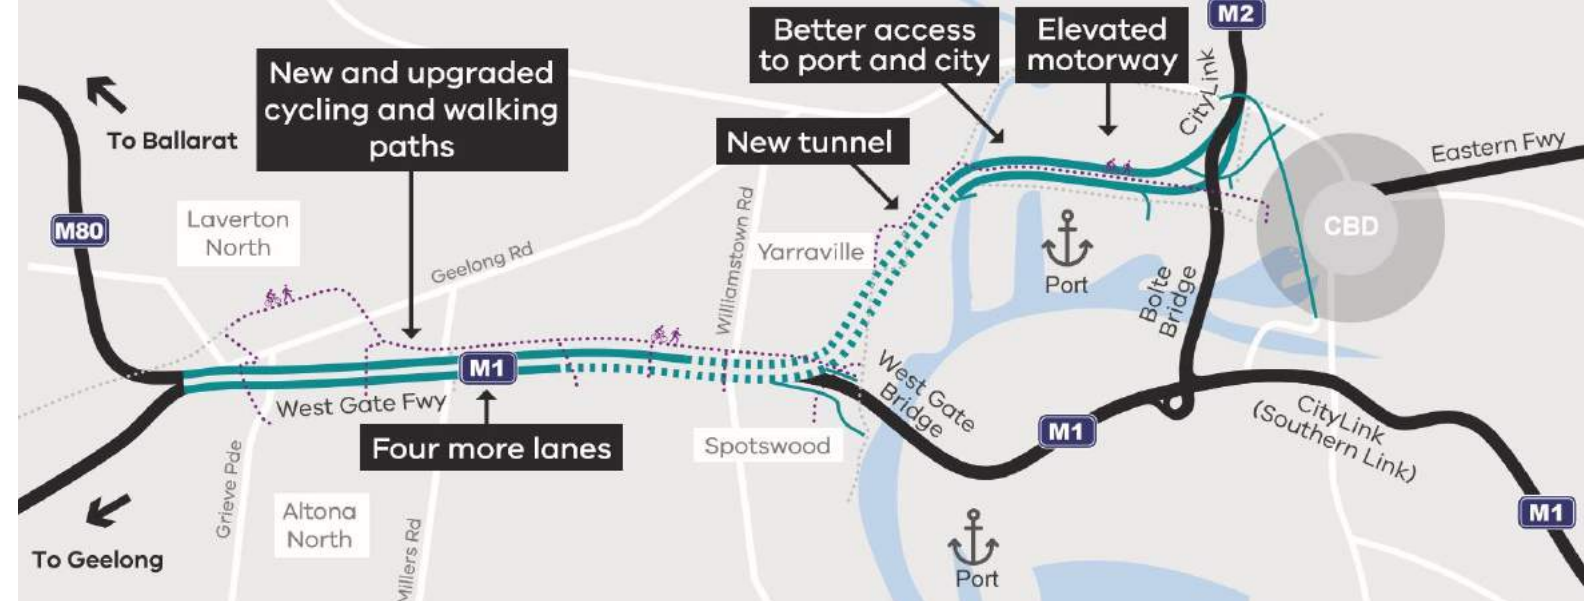 M2
Better access
to port and city
Elevated
motorway
New and upgraded
cycling and walking
paths
CityLink
To Ballarat
New tunnel
Eastern Fwy
M80
Laverton
North
Geelong Rd
Williamstown Rd
Yarraville
CBD
Port
Bolte
Bridge
M1
West Gate Fwy
West Gate
Bridge
Four more lanes
Spotswood
M1
CityLink
(Southern Link)
Grieve Pde
Altona
North
Millers Rd
M1
To Geelong
Port